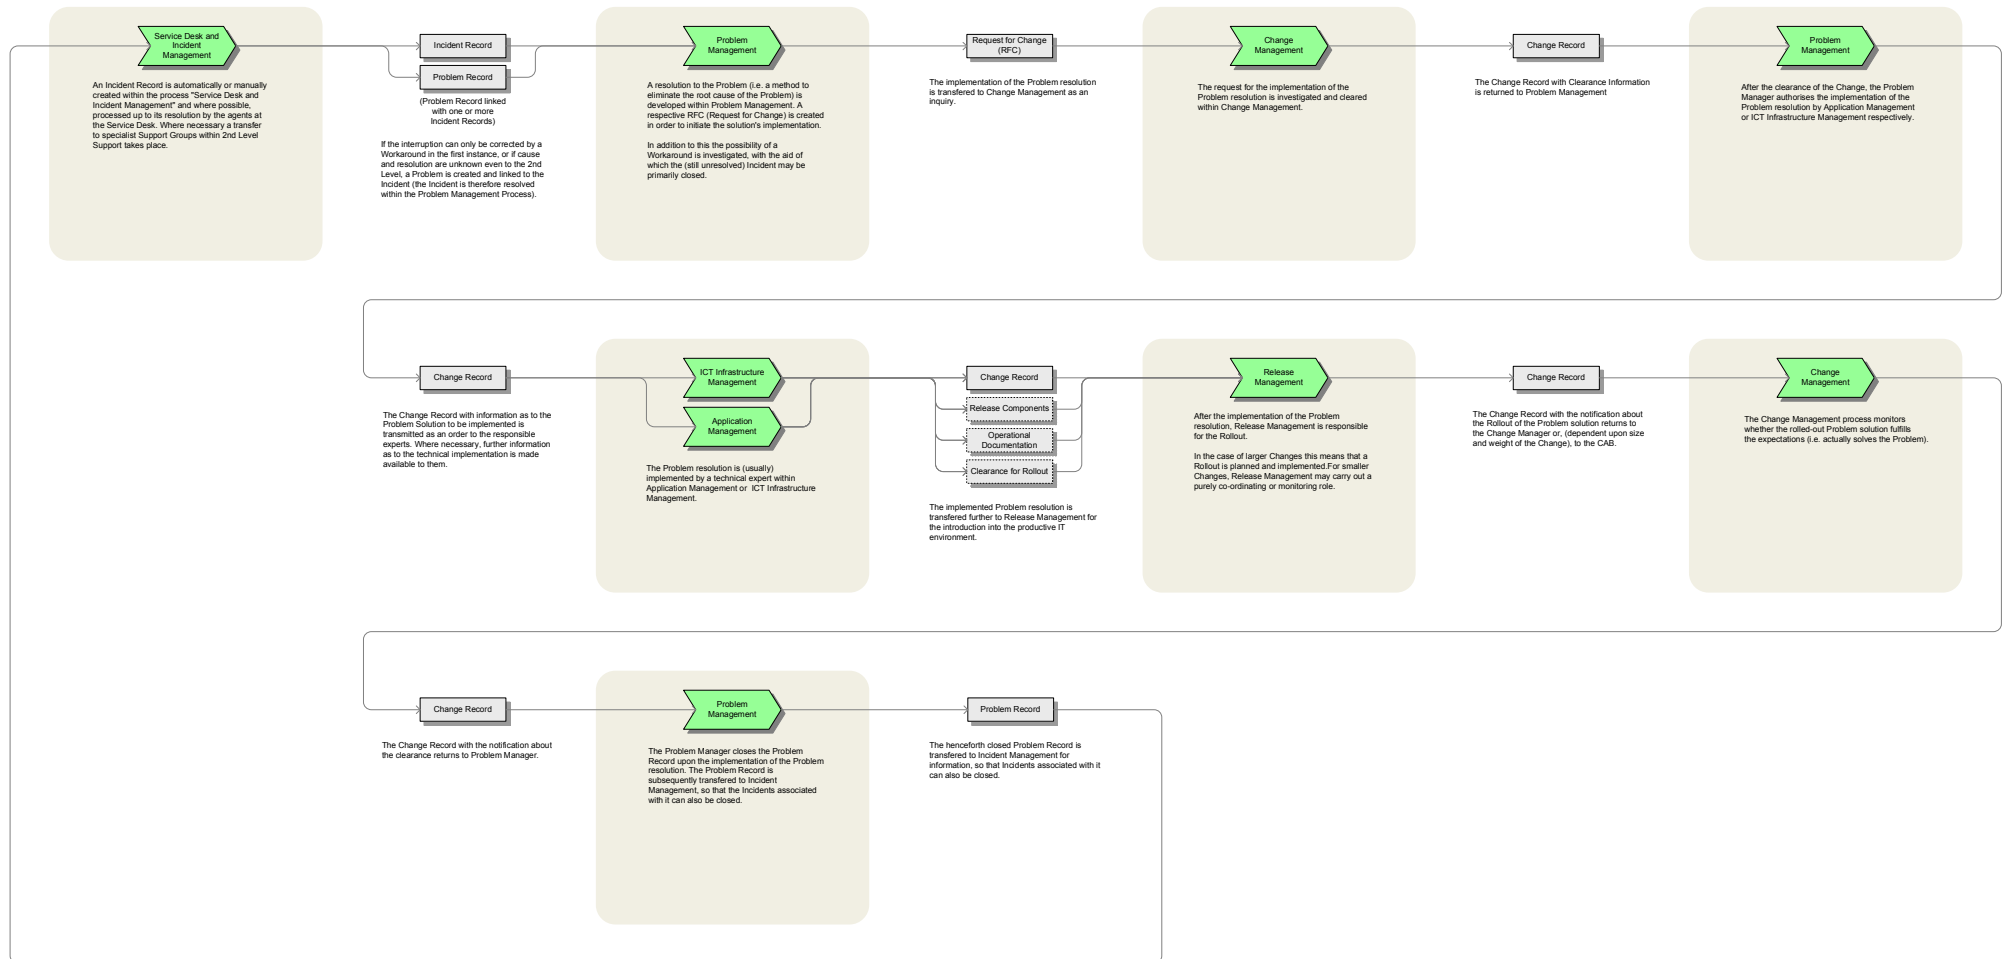 Service Desk and
Incident
Management
An Incident Record is automatically or manually
created within the process "Service Desk and
Incident Management" and where possible,
processed up to its resolution by the agents at
the Service Desk. Where necessary a transfer
to specialist Support Groups within 2nd Level
Support takes place.
Incident Record
Problem Record
(Problem Record linked
with one or more
Incident Records)
If the interruption can only be corrected by a
Workaround in the first instance, or if cause
and resolution are unknown even to the 2nd
Level, a Problem is created and linked to the
Incident (the Incident is therefore resolved
within the Problem Management Process).
Problem
Management
A resolution to the Problem (i.e. a method to
eliminate the root cause of the Problem) is
developed within Problem Management. A
respective RFC (Request for Change) is created
in order to initiate the solution's implementation.
In addition to this the possibility of a
Workaround is investigated, with the aid of
which the (still unresolved) Incident may be
primarily closed.
Request for Change
(RFC)
The implementation of the Problem resolution
is transfered to Change Management as an
inquiry.
Change
Management
The request for the implementation of the
Problem resolution is investigated and cleared
within Change Management.
Change Record
The Change Record with Clearance Information
is returned to Problem Management
Problem
Management
After the clearance of the Change, the Problem
Manager authorises the implementation of the
Problem resolution by Application Management
or ICT Infrastructure Management respectively.
Change Record
The Change Record with information as to the
Problem Solution to be implemented is
transmitted as an order to the responsible
experts. Where necessary, further information
as to the technical implementation is made
available to them.
ICT Infrastructure
Management
Application
Management
The Problem resolution is (usually)
implemented by a technical expert within
Application Management or ICT Infrastructure
Management.
Change Record
Release Components
Operational
Documentation
Clearance for Rollout
The implemented Problem resolution is
transfered further to Release Management for
the introduction into the productive IT
environment.
Release
Management
After the implementation of the Problem
resolution, Release Management is responsible
for the Rollout.
In the case of larger Changes this means that a
Rollout is planned and implemented.For smaller
Changes, Release Management may carry out a
purely co-ordinating or monitoring role.
Change Record
The Change Record with the notification about
the Rollout of the Problem solution returns to
the Change Manager or, (dependent upon size
and weight of the Change), to the CAB.
Change
Management
The Change Management process monitors
whether the rolled-out Problem solution fulfills
the expectations (i.e. actually solves the Problem).
Change Record
The Change Record with the notification about
the clearance returns to Problem Manager.
Problem
Management
The Problem Manager closes the Problem
Record upon the implementation of the Problem
resolution. The Problem Record is
subsequently transfered to Incident
Management, so that the Incidents associated
with it can also be closed.
Problem Record
The henceforth closed Problem Record is
transfered to Incident Management for
information, so that Incidents associated with it
can also be closed.